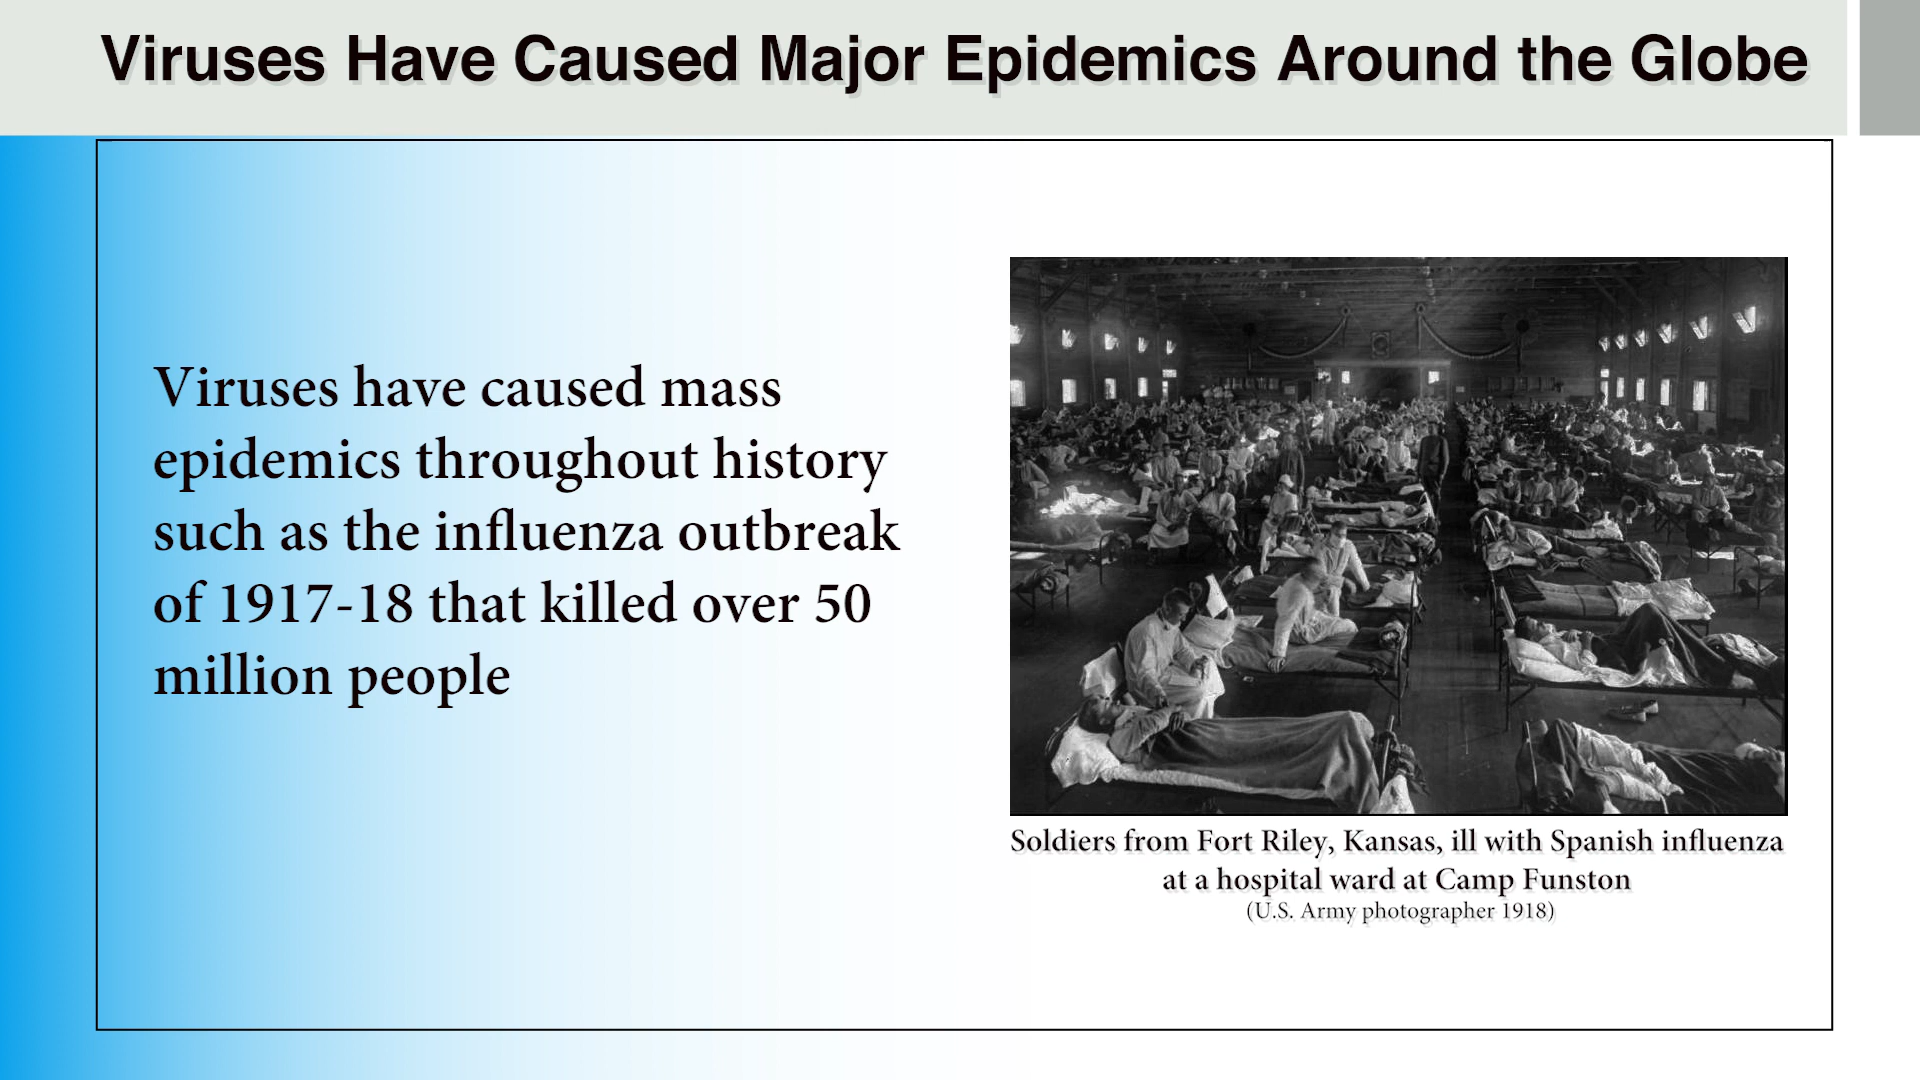 Viruses Have Caused Major Epidemics Around the Globe
Viruses have caused mass
epidemics throughout history
such as the influenza outbreak
of 1917-18 that killed over 50
million people
Soldiers from Fort Riley, Kansas, ill with Spanish influenza
at a hospital ward at Camp Funston
(U.S. Army photographer 1918)